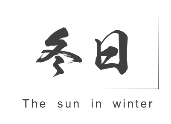 冬日
The sun in winter